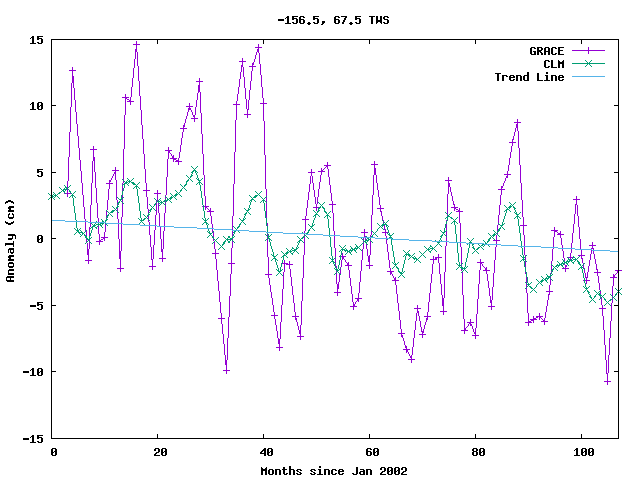 -156.5, 67.5 TWS
GRACE
CLM
Trend Line
Anomaly (cm)
15
10
5
0
-5
-10
-15
0 20 40 60 80 100
Months since Jan 2002